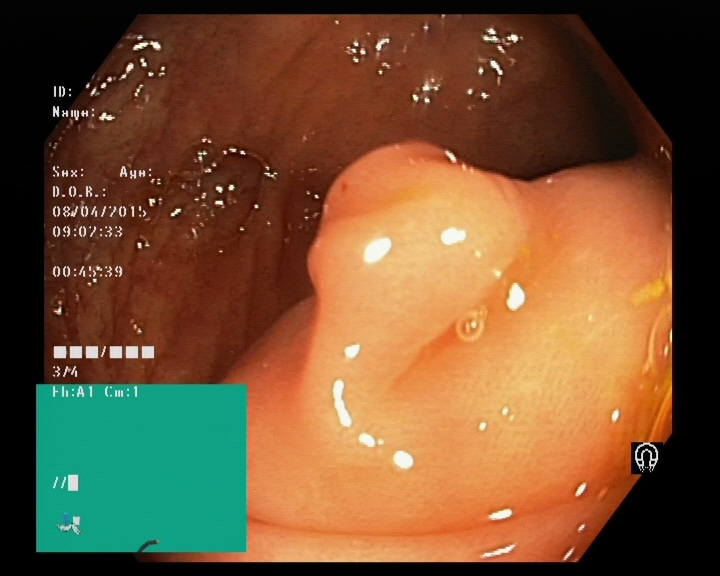 ID:
Name:
Sex: Age:
D.O.B.:
08/04/2015
09:02:33
00:45:39
███/███
3/4
Eh:A1 Cm:1
//█